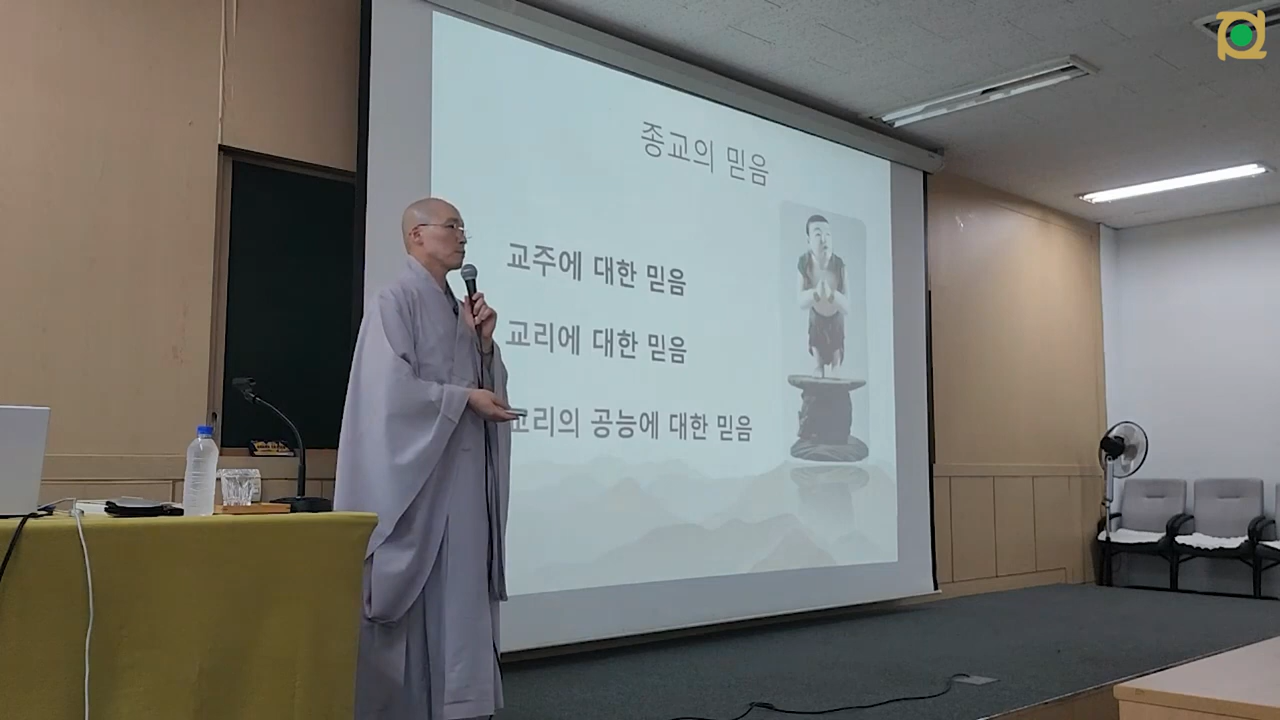 종교의 믿음
교주에 대한 믿음
교리에 대한 믿음
교리의 공능에 대한 믿음